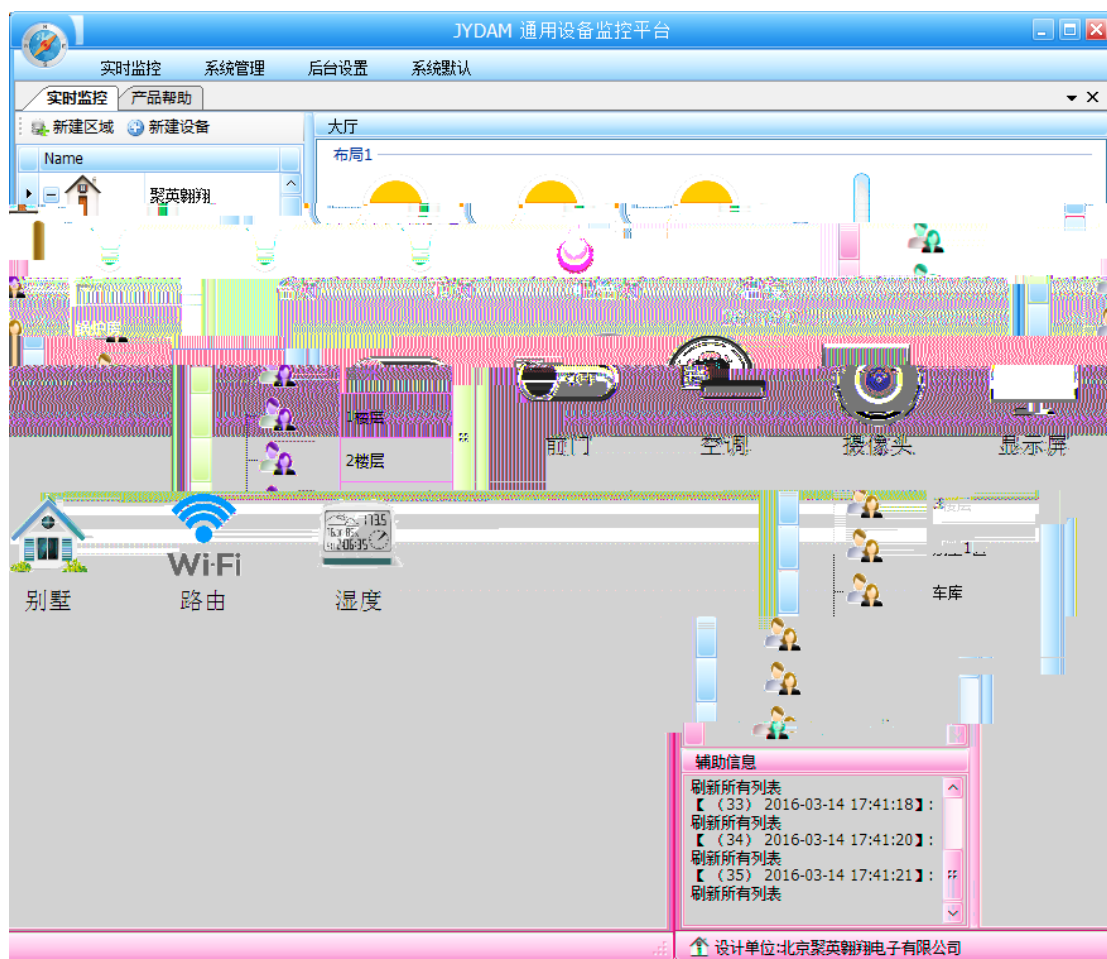 JYDAM 通用设备监控平台
实时监控 系统管理 后台设置 系统默认
实时监控 产品帮助
新建区域 新建设备 大厅
Name 布局1
聚英翱翔
1楼层
前门 空调 摄像头 显示屏
2楼层
Wi-Fi
别墅 路由 湿度
车库
辅助信息
刷新所有列表
【 （33） 2016-03-14 17:41:18】:
刷新所有列表
【 （34） 2016-03-14 17:41:20】:
刷新所有列表
【 （35） 2016-03-14 17:41:21】:
刷新所有列表
设计单位:北京聚英翱翔电子有限公司